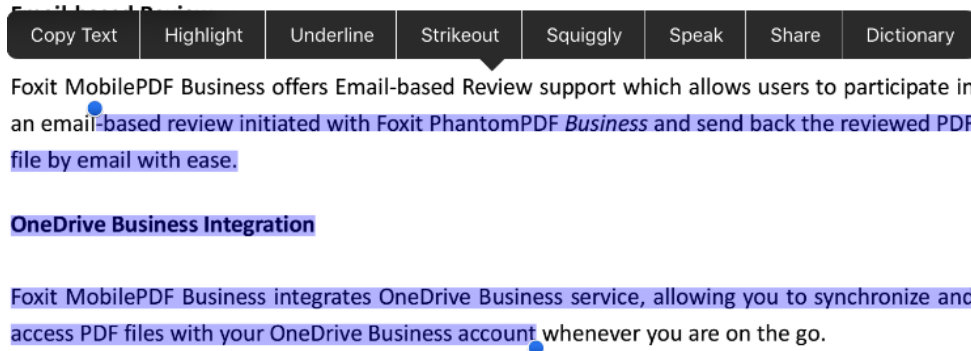 Email-based Review
Copy Text Highlight Underline Strikeout Squiggly Speak Share Dictionary
Foxit MobilePDF Business offers Email-based Review support which allows users to participate in
an email-based review initiated with Foxit PhantomPDF Business and send back the reviewed PDF
file by email with ease.
OneDrive Business Integration
Foxit MobilePDF Business integrates OneDrive Business service, allowing you to synchronize and
access PDF files with your OneDrive Business account whenever you are on the go.